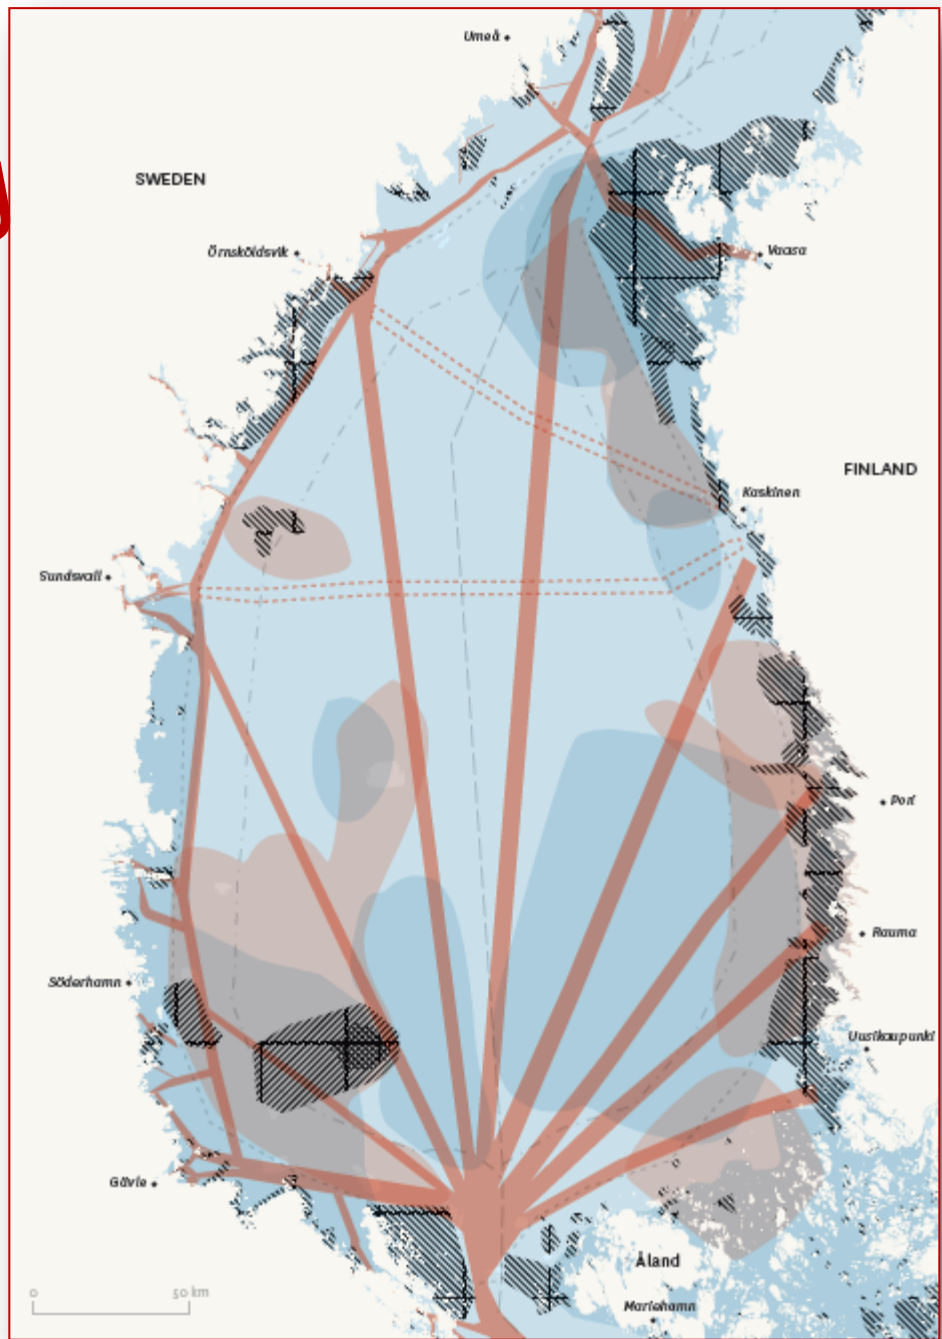 Umeå
SWEDEN
Örnsköldsvik
Vaasa
FINLAND
Kaskinen
Sundsvall
Pori
Rauma
Söderhamn
Uusikaupunki
Gävle
Åland
0 50 km
Mariehamn